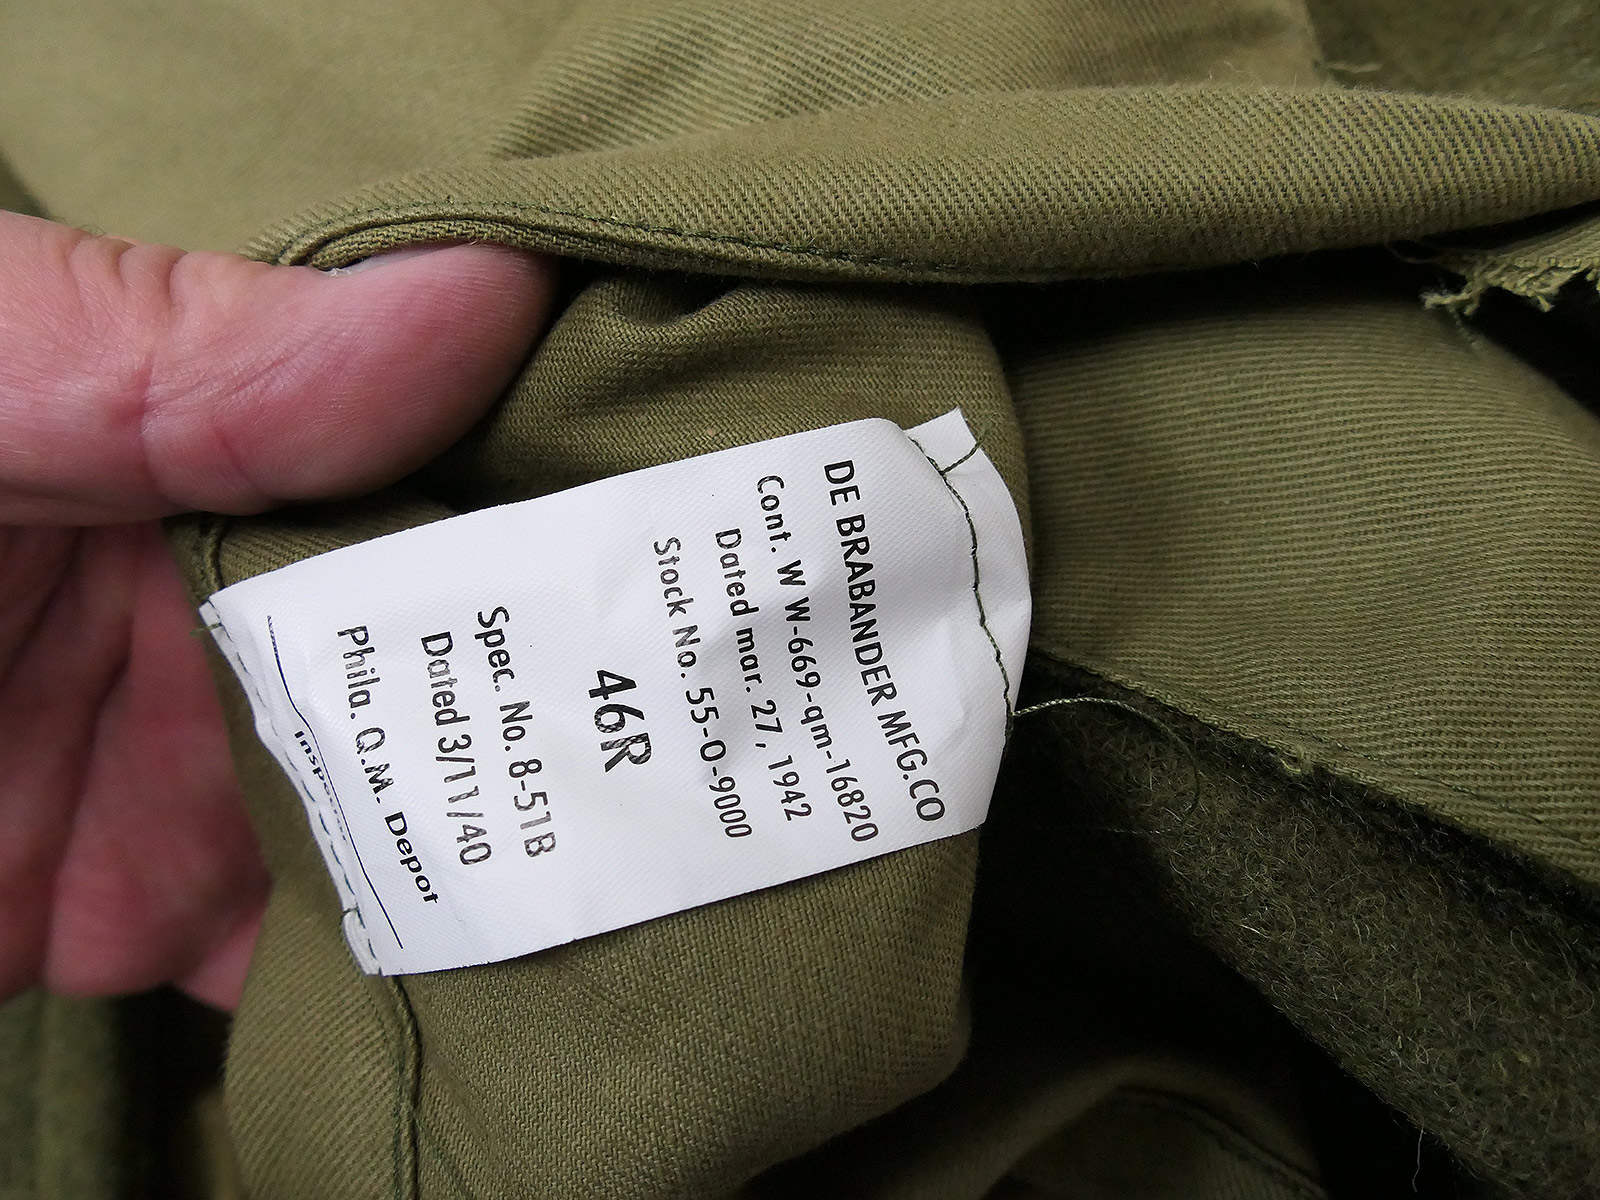 DE BRABANDER MFG.CO
Cont. W W-669-qm-16820
Dated mar. 27, 1942
Stock No. 55-O-9000
46R
Spec. No. 8-51B
Dated 3/11/40
Phila. Q.M. Depot
Inspector